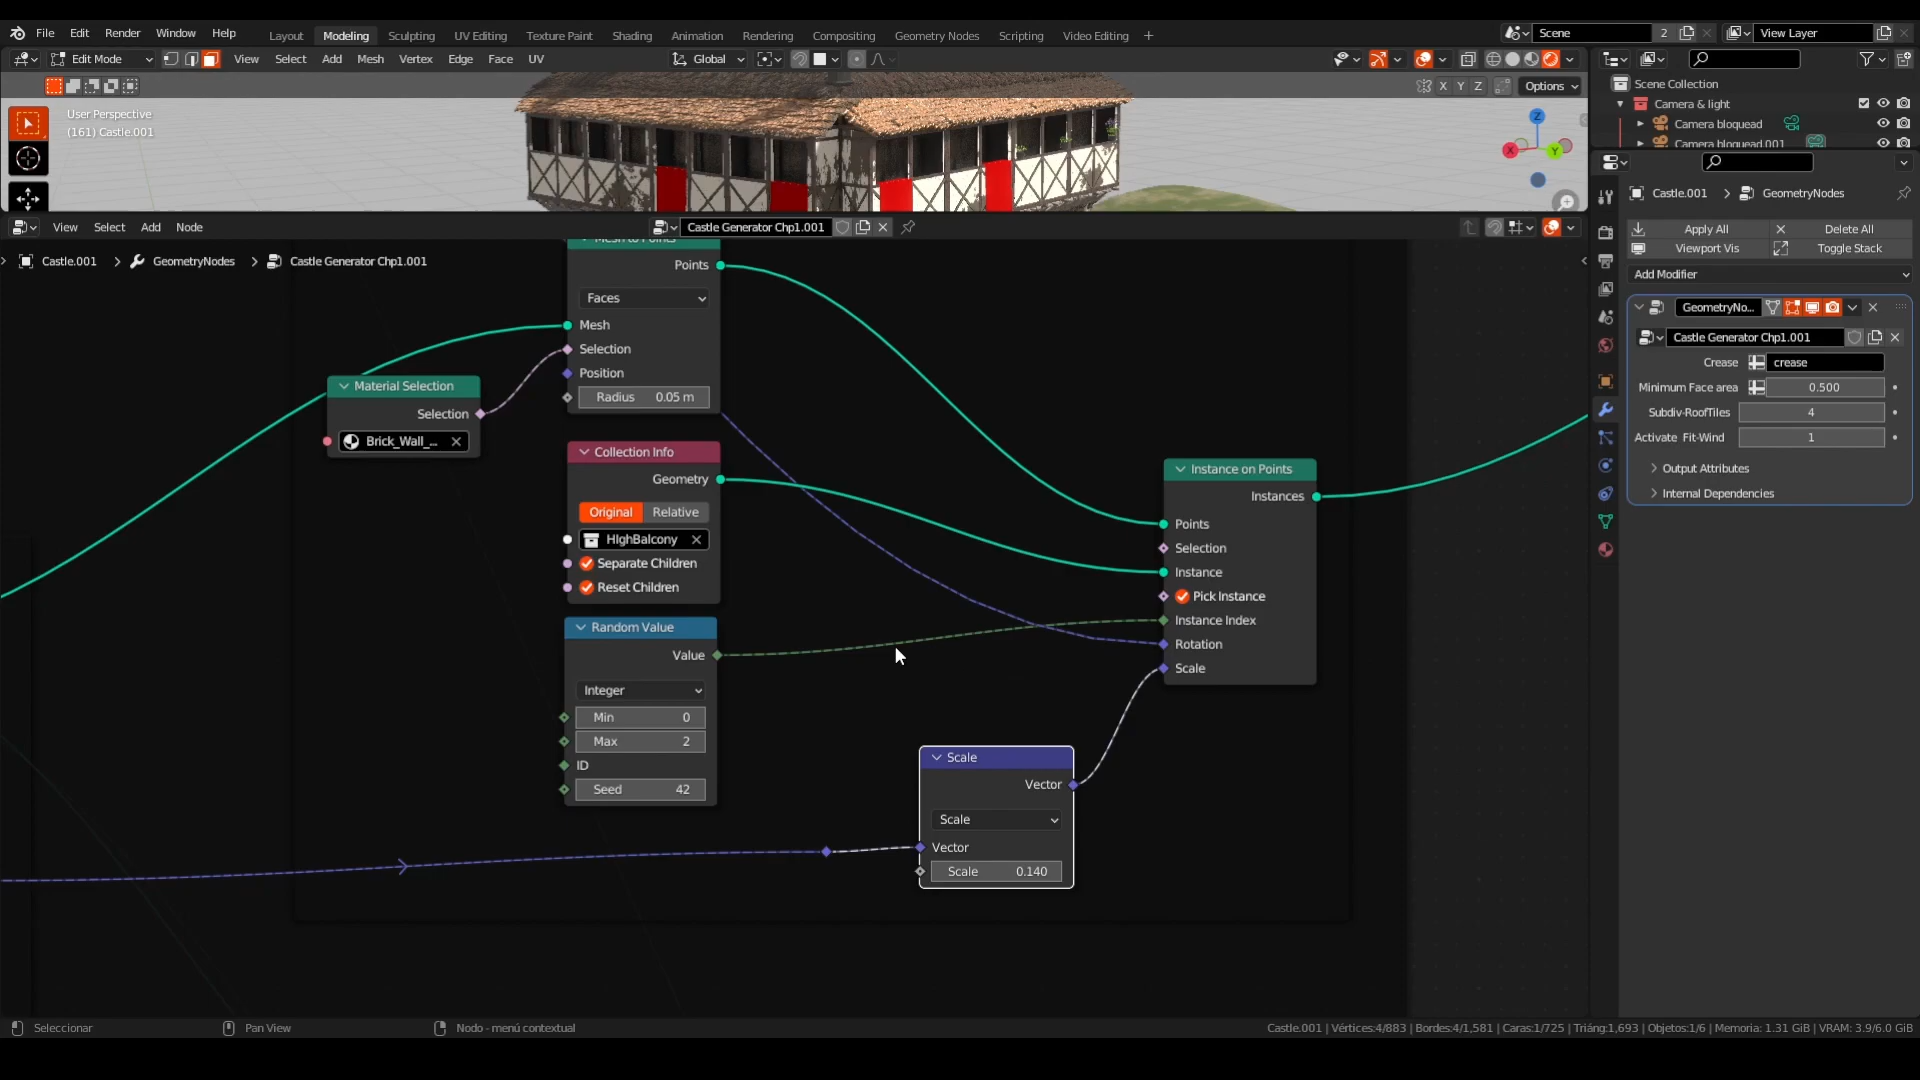 File Edit Render Window Help
Layout Modeling Sculpting UV Editing Texture Paint Shading Animation Rendering Compositing Geometry Nodes Scripting Video Editing +
Scene 2
View Layer
Edit Mode View Select Add Mesh Vertex Edge Face UV
Global
X Y Z Options
User Perspective
(161) Castle.001
Z
X Y
Scene Collection
Camera & light
Camera bloquead
Camera bloquead.001
Castle.001 > GeometryNodes
View Select Add Node
Castle Generator Chp1.001
Castle.001 > GeometryNodes > Castle Generator Chp1.001
Apply All
Delete All
Viewport Vis
Toggle Stack
Add Modifier
GeometryNo...
Castle Generator Chp1.001
Crease crease
Minimum Face area 0.500
Subdiv-RoofTiles 4
Activate Fit-Wind 1
Output Attributes
Internal Dependencies
Mesh to Points
Points
Faces
Mesh
Selection
Position
Radius 0.05 m
Material Selection
Selection
Brick_Wall_...
Collection Info
Geometry
Original Relative
HIghBalcony
Separate Children
Reset Children
Random Value
Value
Integer
Min 0
Max 2
ID
Seed 42
Instance on Points
Instances
Points
Selection
Instance
Pick Instance
Instance Index
Rotation
Scale
Scale
Vector
Scale
Vector
Scale 0.140
Seleccionar
Pan View
Nodo - menú contextual
Castle.001 | Vértices:4/883 | Bordes:4/1,581 | Caras:1/725 | Triáng:1,693 | Objetos:1/6 | Memoria: 1.31 GiB | VRAM: 3.9/6.0 GiB